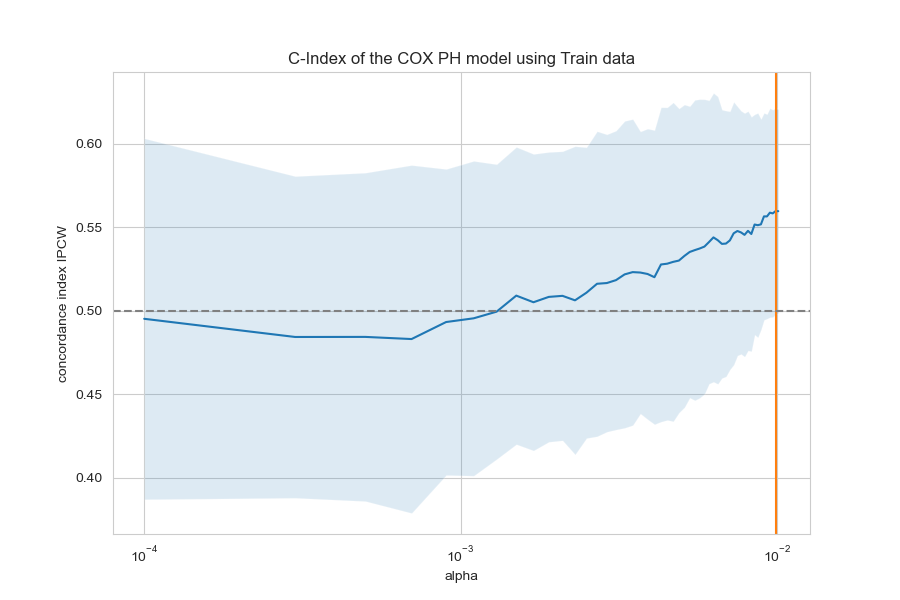 C-Index of the COX PH model using Train data
concordance index IPCW
0.60
0.55
0.50
0.45
0.40
10⁻⁴
10⁻³
10⁻²
alpha